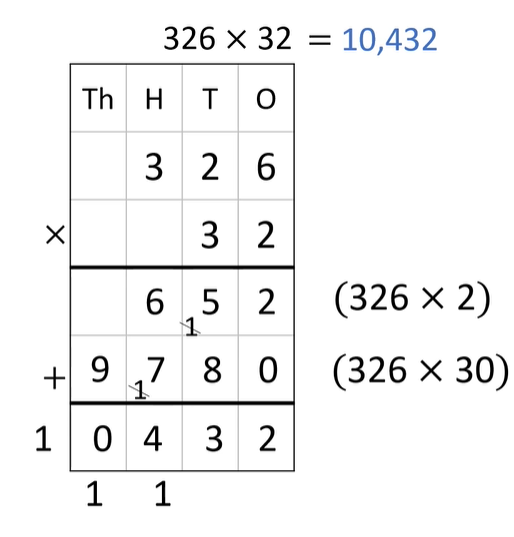 326 × 32 = 10,432
Th H T O
3 2 6
× 3 2
6 5 2 (326 × 2)
1
+ 9 7 8 0 (326 × 30)
1
1 0 4 3 2
1 1